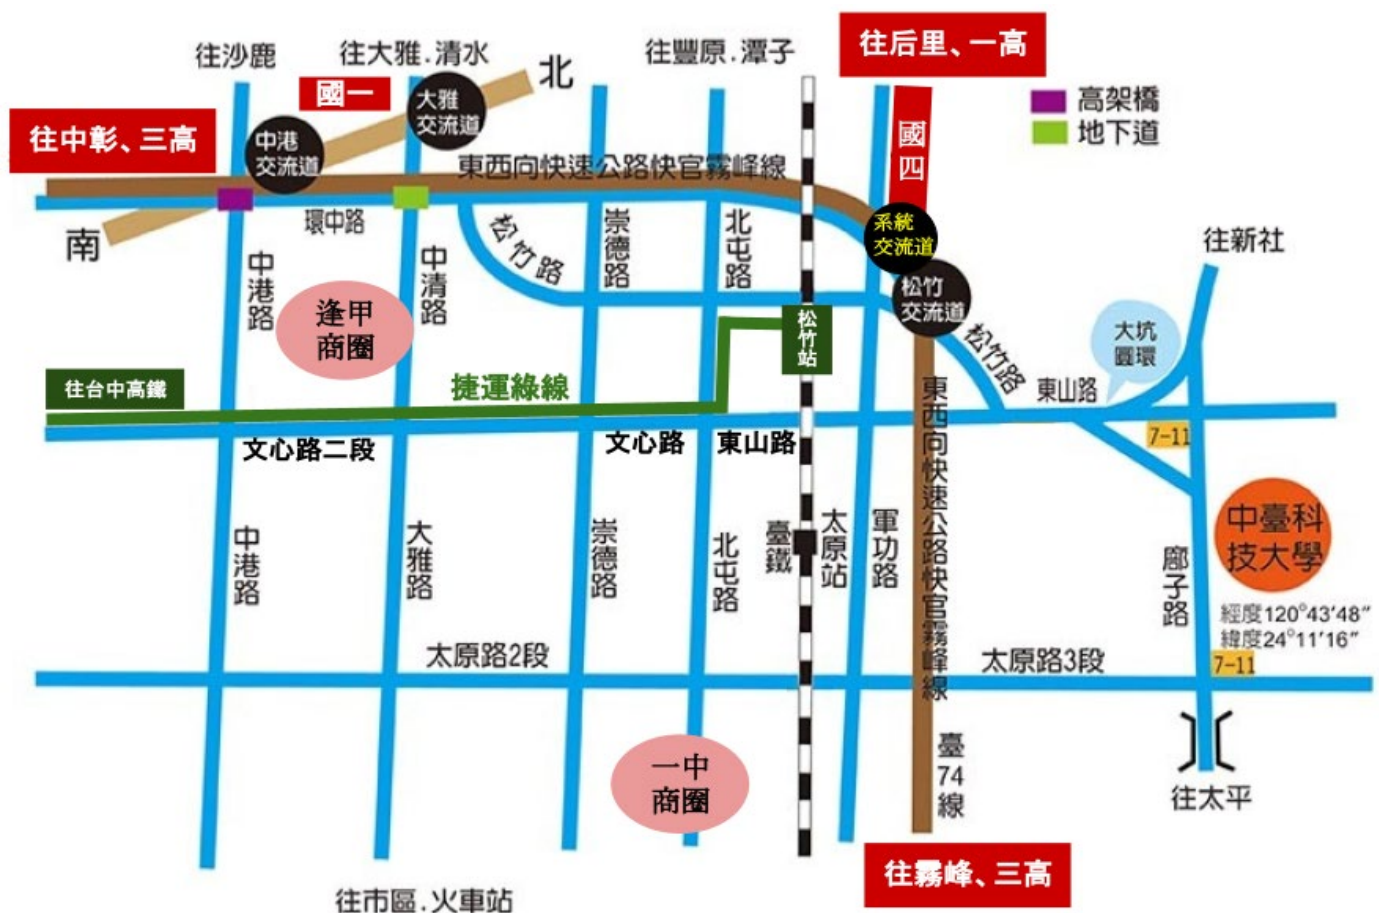 往沙鹿
往大雅.清水
北
往豐原.潭子
往后里、一高
國一
大雅
交流道
高架橋
地下道
往中彰、三高
中港
交流道
國四
東西向快速公路快官霧峰線
南
環中路
松竹路
崇德路
北屯路
系統
交流道
往新社
中港路
中清路
松竹
交流道
逢甲
商圈
松竹站
松竹路
大坑
圓環
往台中高鐵
捷運綠線
東山路
東西向快速公路快官霧峰線
文心路二段
文心路
東山路
7-11
中港路
大雅路
崇德路
北屯路
臺鐵
太原站
軍功路
廍子路
中臺科
技大學
經度120°43'48"
緯度24°11'16"
太原路2段
太原路3段
7-11
一中
商圈
臺74線
往太平
往霧峰、三高
往市區.火車站